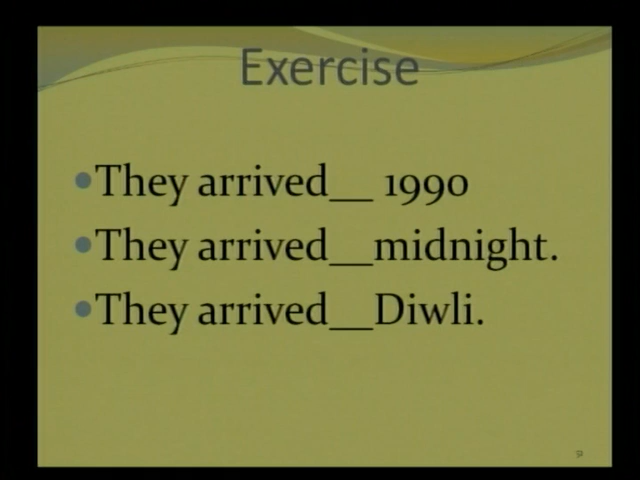 Exercise
They arrived__ 1990
They arrived__midnight.
They arrived__Diwli.